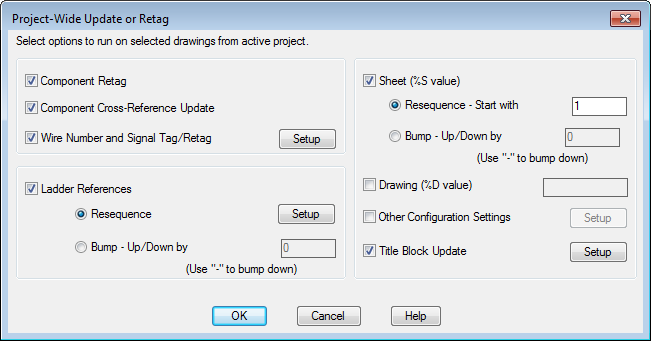 Project-Wide Update or Retag
Select options to run on selected drawings from active project.
Component Retag
Component Cross-Reference Update
Wire Number and Signal Tag/Retag Setup
Ladder References
Resequence Setup
Bump - Up/Down by 0
(Use "-" to bump down)
Sheet (%S value)
Resequence - Start with 1
Bump - Up/Down by 0
(Use "-" to bump down)
Drawing (%D value)
Other Configuration Settings Setup
Title Block Update Setup
OK Cancel Help